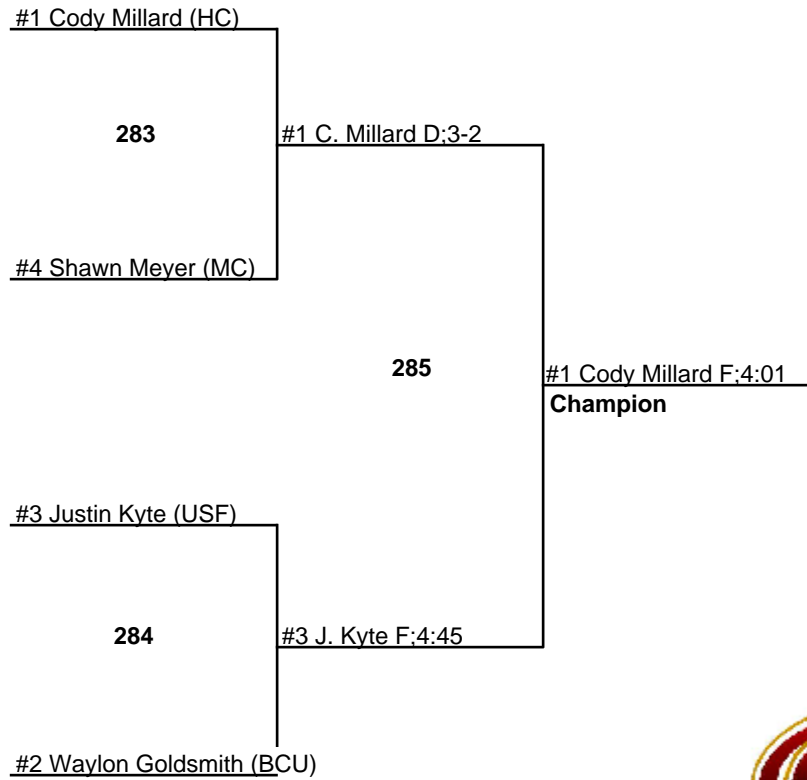 #1 Cody Millard (HC)
283
#1 C. Millard D;3-2
#4 Shawn Meyer (MC)
285
#1 Cody Millard F;4:01
Champion
#3 Justin Kyte (USF)
284
#3 J. Kyte F;4:45
#2 Waylon Goldsmith (BCU)